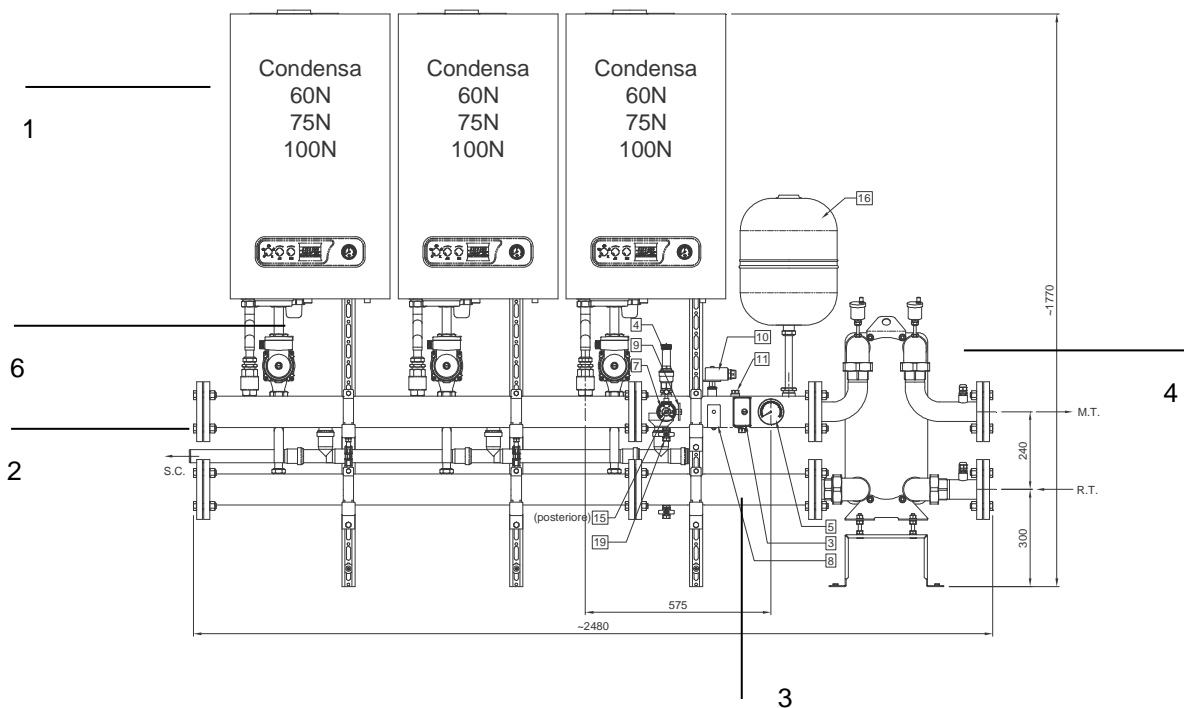 Condensa
60N
75N
100N
Condensa
60N
75N
100N
Condensa
60N
75N
100N
1
16
~1770
4
10
9
11
6
7
4
M.T.
240
2
S.C.
R.T.
(posteriore) 15
5
300
19
3
8
575
~2480
3